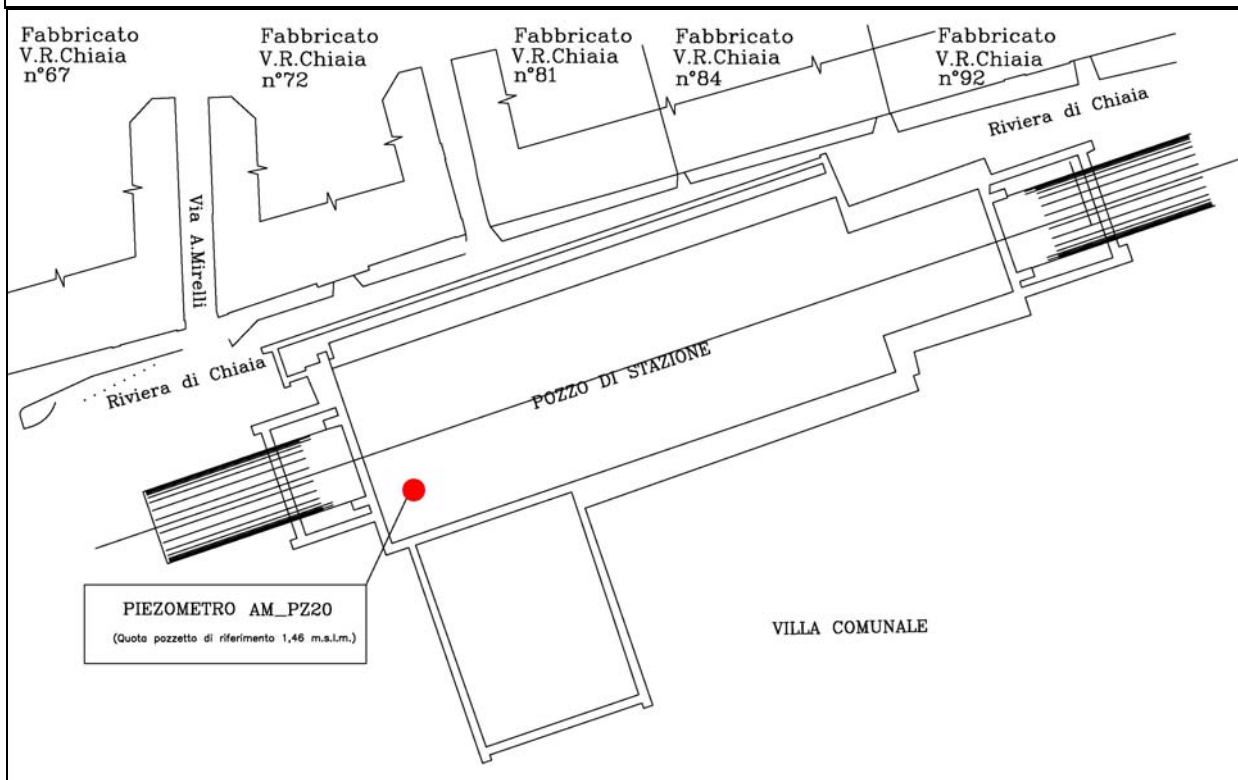 Fabbricato
V.R.Chiaia
n°67
Fabbricato
V.R.Chiaia
n°72
Fabbricato
V.R.Chiaia
n°81
Fabbricato
V.R.Chiaia
n°84
Fabbricato
V.R.Chiaia
n°92
Riviera di Chiaia
Via A.Mirelli
Riviera di Chiaia
POZZO DI STAZIONE
PIEZOMETRO AM_PZ20
(Quota pozzetto di riferimento 1,46 m.s.l.m.)
VILLA COMUNALE